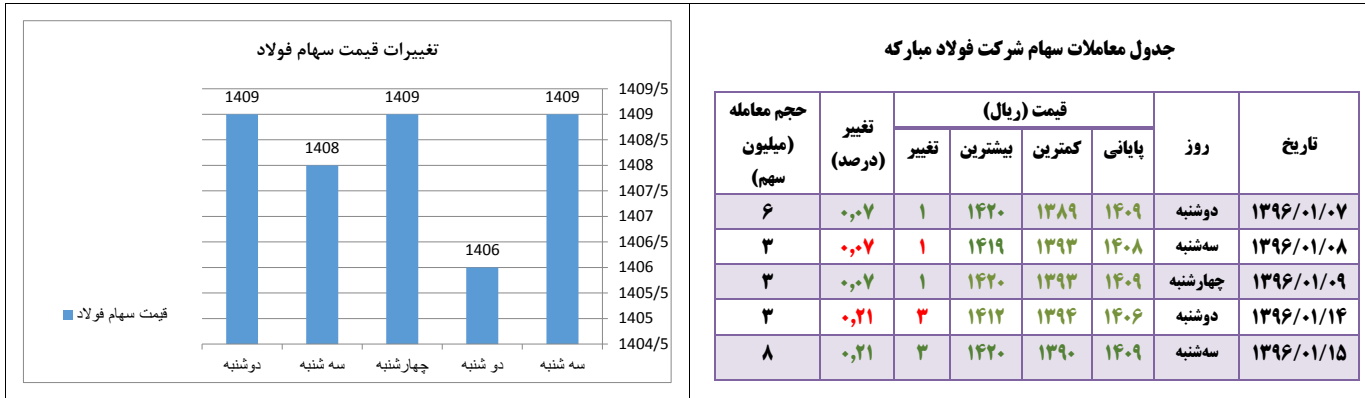 جدول معاملات سهام شرکت فولاد مبارکه
تاریخ روز قیمت (ریال) تغییر (درصد) حجم معامله (میلیون سهم)
پایانی کمترین بیشترین تغییر
۱۳۹۶/۰۱/۰۷ دوشنبه ۱۴۰۹ ۱۳۸۹ ۱۴۲۰ ۱ ۰,۰۷ ۶
۱۳۹۶/۰۱/۰۸ سه‌شنبه ۱۴۰۸ ۱۳۹۳ ۱۴۱۹ ۱ ۰,۰۷ ۳
۱۳۹۶/۰۱/۰۹ چهارشنبه ۱۴۰۹ ۱۳۹۳ ۱۴۲۰ ۱ ۰,۰۷ ۳
۱۳۹۶/۰۱/۱۴ دوشنبه ۱۴۰۶ ۱۳۹۴ ۱۴۱۲ ۳ ۰,۲۱ ۳
۱۳۹۶/۰۱/۱۵ سه‌شنبه ۱۴۰۹ ۱۳۹۰ ۱۴۲۰ ۳ ۰,۲۱ ۸
تغییرات قیمت سهام فولاد
1409/5
1409
1408/5
1408
1407/5
1407
1406/5
1406
1405/5
1405
1404/5
1409 1408 1409 1406 1409
سه شنبه دو شنبه چهارشنبه سه شنبه دوشنبه
قیمت سهام فولاد